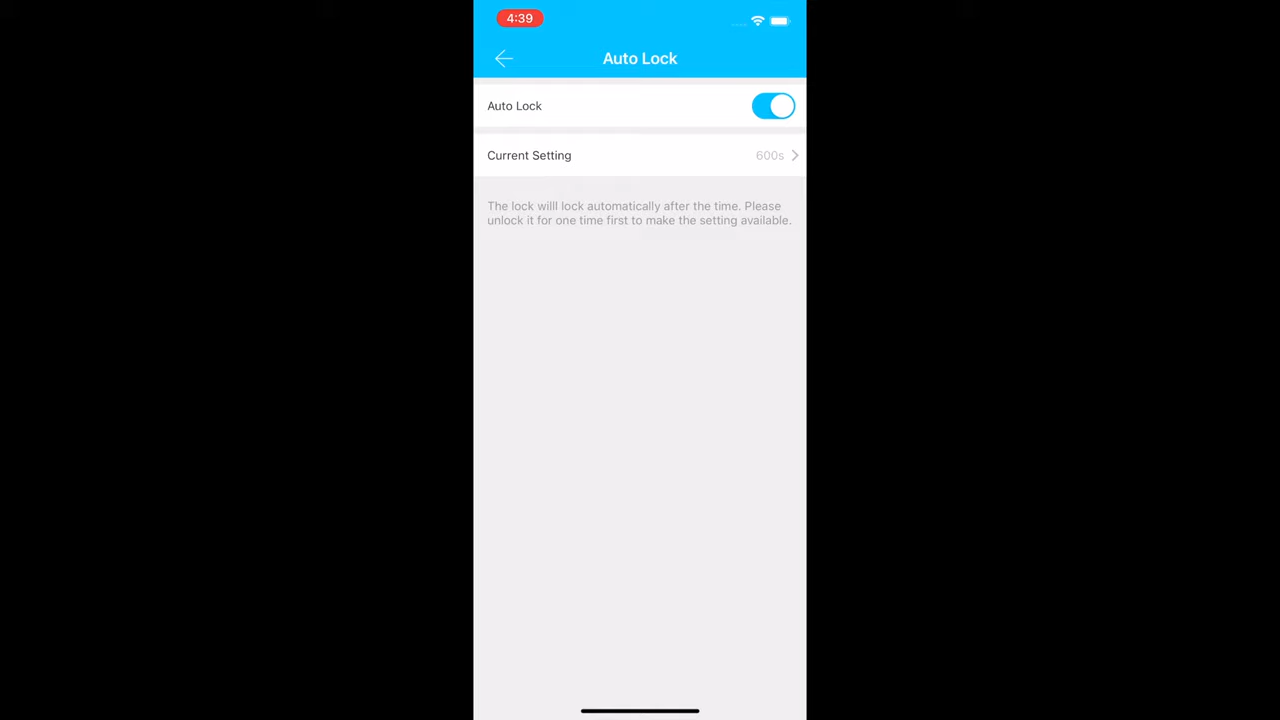 4:39
Auto Lock
Auto Lock
Current Setting
600s
The lock willl lock automatically after the time. Please
unlock it for one time first to make the setting available.